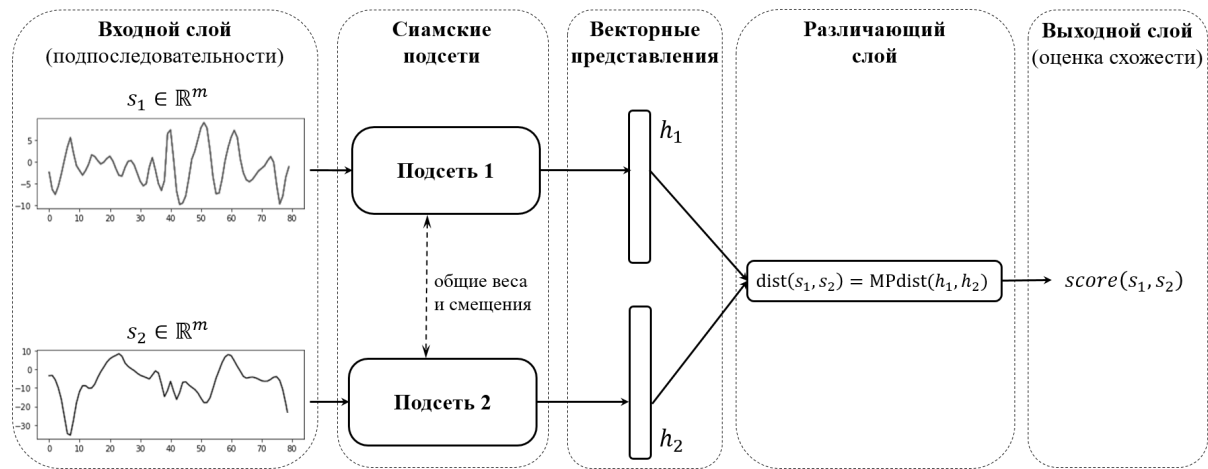 Входной слой
(подпоследовательности)
Сиамские
подсети
Векторные
представления
Различающий
слой
Выходной слой
(оценка схожести)
s₁ ∈ ℝᵐ
5
0
−5
−10
0 10 20 30 40 50 60 70 80
Подсеть 1
h₁
общие веса
и смещения
dist(s₁, s₂) = MPdist(h₁, h₂)
score(s₁, s₂)
s₂ ∈ ℝᵐ
10
0
−10
−20
−30
0 10 20 30 40 50 60 70 80
Подсеть 2
h₂